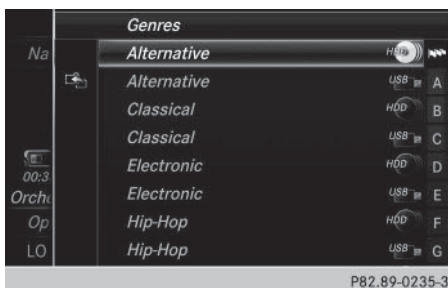 Genres
Na
Alternative HDD
Alternative USB A
Classical HDD B
Classical USB C
Electronic HDD D
00:3
Orch
Electronic USB E
Op
Hip-Hop HDD F
LO
Hip-Hop USB G
P82.89-0235-3